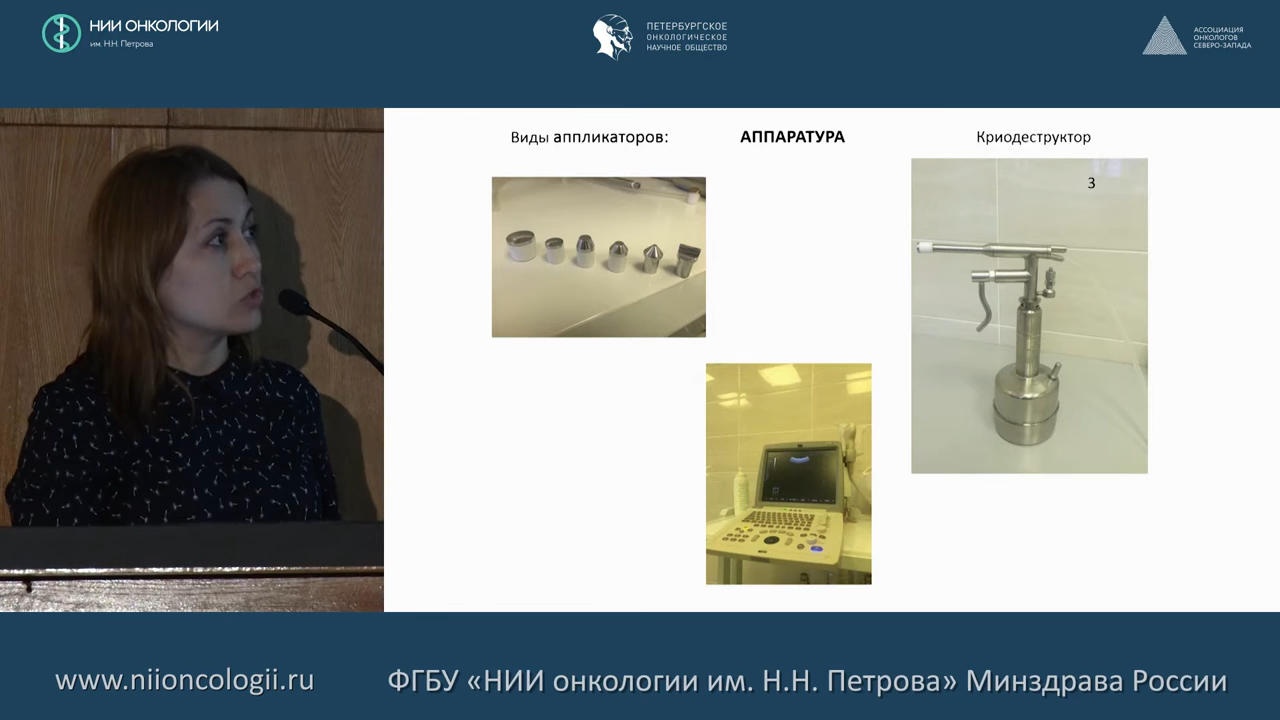 НИИ ОНКОЛОГИИ
им. Н.Н. Петрова
ПЕТЕРБУРГСКОЕ
ОНКОЛОГИЧЕСКОЕ
НАУЧНОЕ ОБЩЕСТВО
АССОЦИАЦИЯ
ОНКОЛОГОВ
СЕВЕРО-ЗАПАДА
Виды аппликаторов:
АППАРАТУРА
Криодеструктор
3
www.niioncologii.ru
ФГБУ «НИИ онкологии им. Н.Н. Петрова» Минздрава России